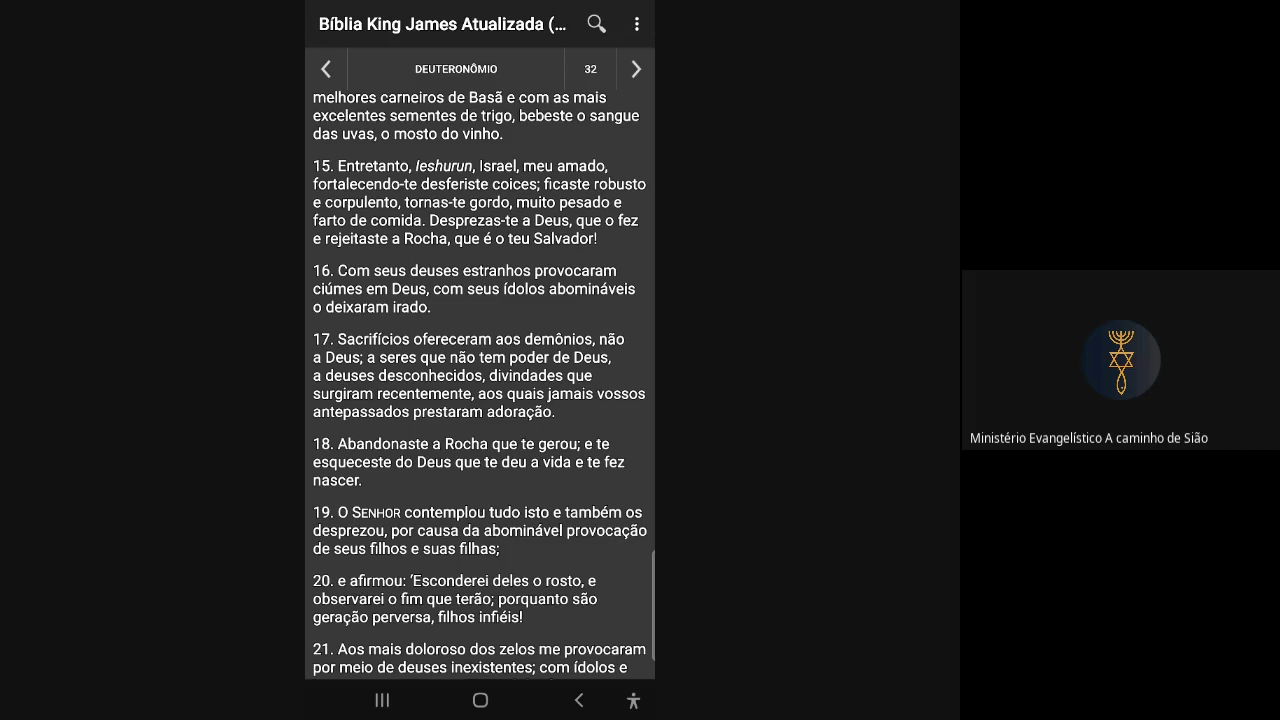 Bíblia King James Atualizada (...
DEUTERONÔMIO
32
melhores carneiros de Basã e com as mais
excelentes sementes de trigo, bebeste o sangue
das uvas, o mosto do vinho.
15. Entretanto, Ieshurun, Israel, meu amado,
fortalecendo-te desferiste coices; ficaste robusto
e corpulento, tornas-te gordo, muito pesado e
farto de comida. Desprezas-te a Deus, que o fez
e rejeitaste a Rocha, que é o teu Salvador!
16. Com seus deuses estranhos provocaram
ciúmes em Deus, com seus ídolos abomináveis
o deixaram irado.
17. Sacrifícios ofereceram aos demônios, não
a Deus; a seres que não tem poder de Deus,
a deuses desconhecidos, divindades que
surgiram recentemente, aos quais jamais vossos
antepassados prestaram adoração.
18. Abandonaste a Rocha que te gerou; e te
esqueceste do Deus que te deu a vida e te fez
nascer.
19. O SENHOR contemplou tudo isto e também os
desprezou, por causa da abominável provocação
de seus filhos e suas filhas;
20. e afirmou: ‘Esconderei deles o rosto, e
observarei o fim que terão; porquanto são
geração perversa, filhos infiéis!
21. Aos mais doloroso dos zelos me provocaram
por meio de deuses inexistentes; com ídolos e
Ministério Evangelístico A caminho de Sião